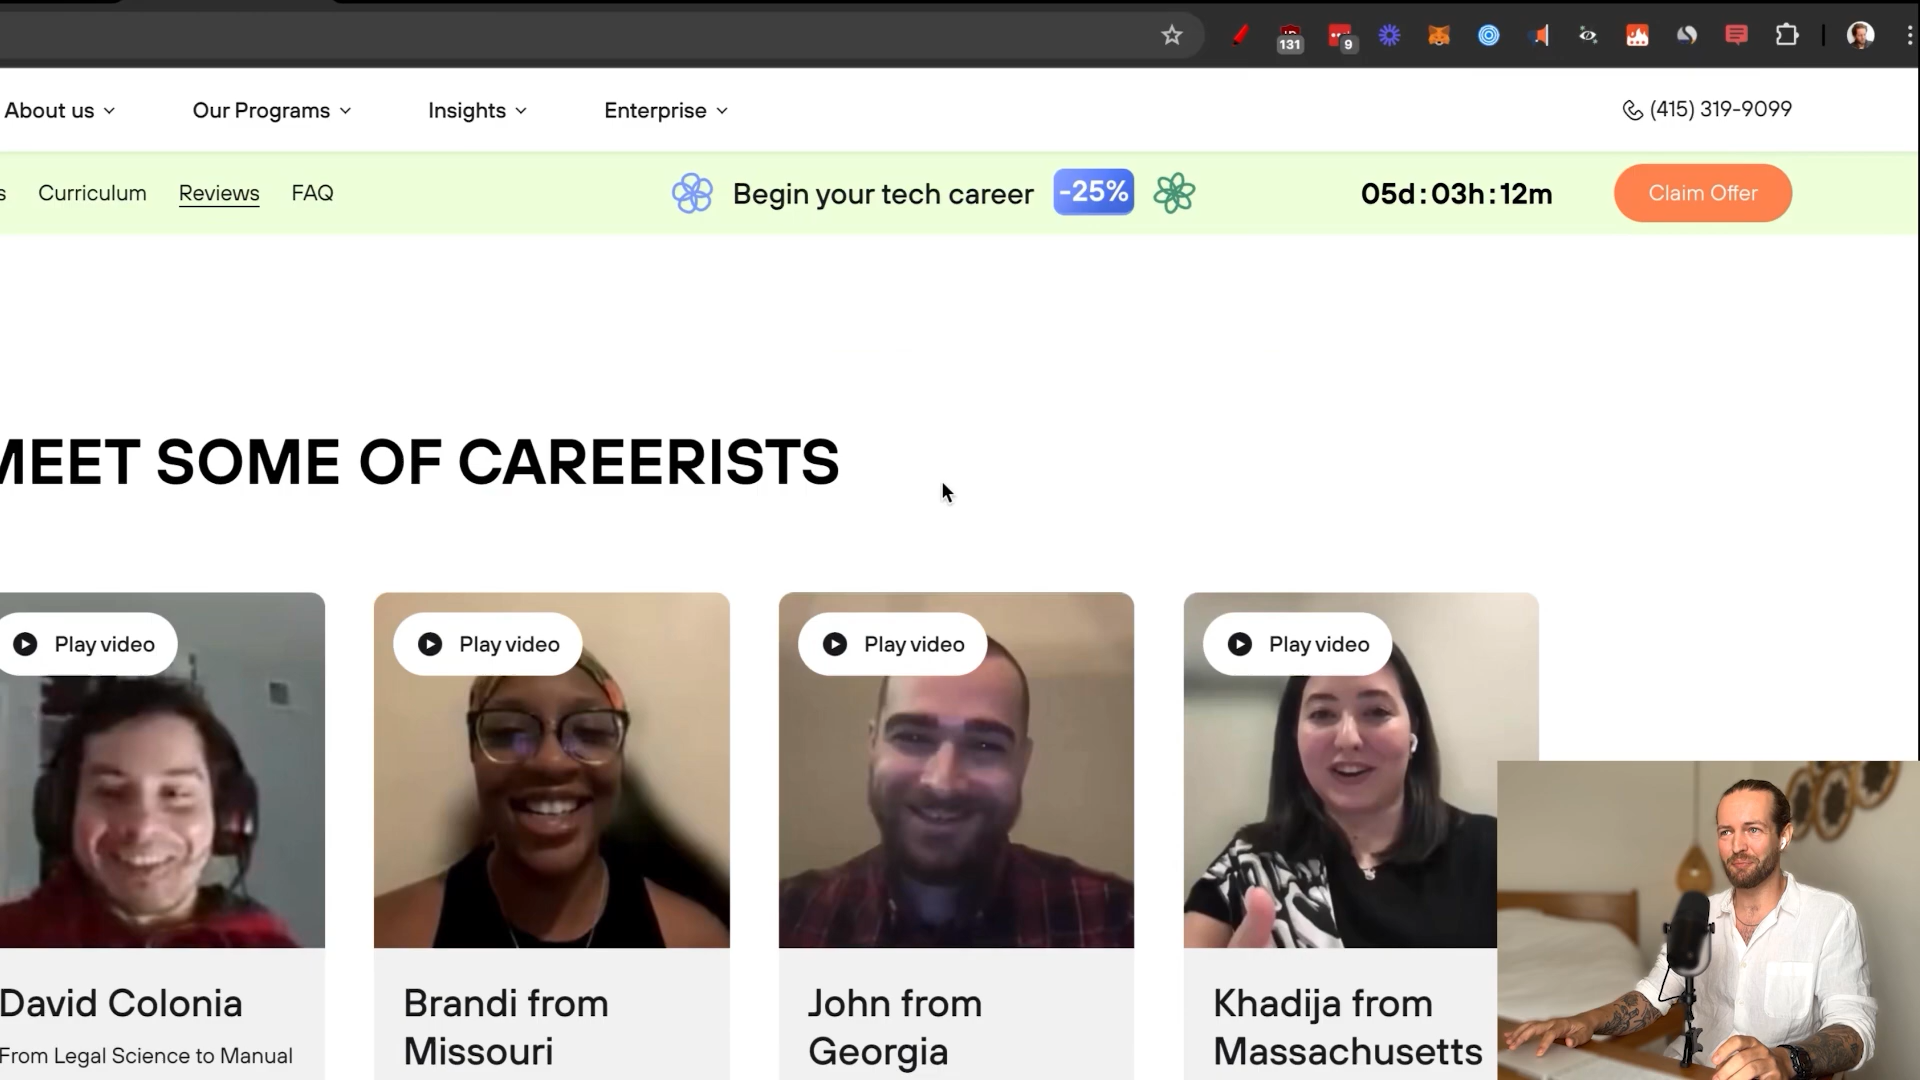 131
9
About us
Our Programs
Insights
Enterprise
(415) 319-9099
s
Curriculum
Reviews
FAQ
Begin your tech career
-25%
05d:03h:12m
Claim Offer
MEET SOME OF CAREERISTS
Play video
Play video
Play video
Play video
David Colonia
Brandi from
Missouri
John from
Georgia
Khadija from
Massachusetts
From Legal Science to Manual